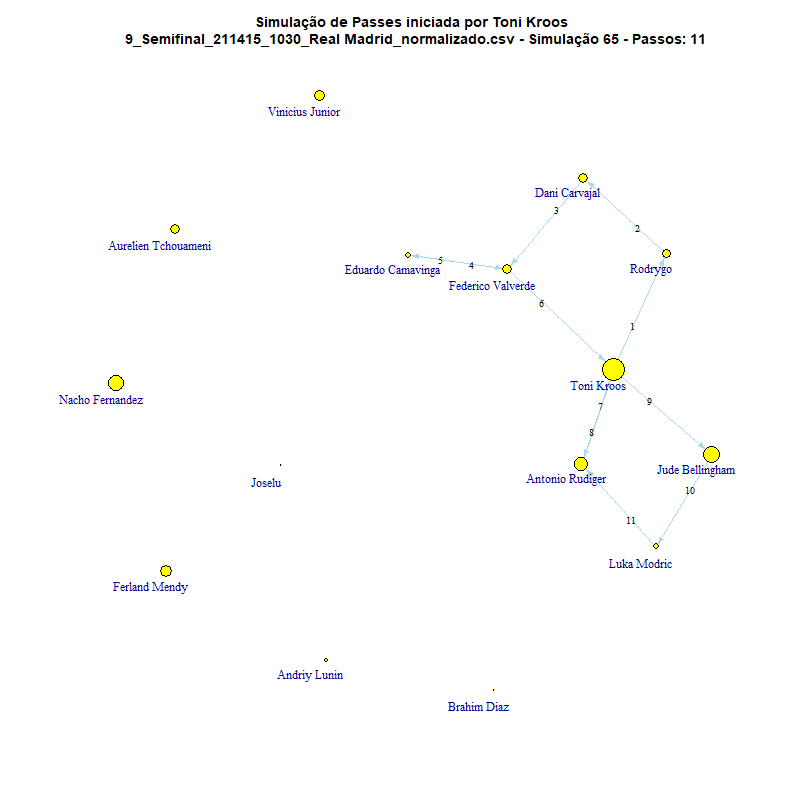 Simulação de Passes iniciada por Toni Kroos
9_Semifinal_211415_1030_Real Madrid_normalizado.csv - Simulação 65 - Passos: 11
Vinicius Junior
Dani Carvajal
3
2
Aurelien Tchouameni
5
4
Eduardo Camavinga
Rodrygo
Federico Valverde
6
1
Toni Kroos
Nacho Fernandez
9
7
8
Jude Bellingham
Antonio Rudiger
Joselu
10
11
Luka Modric
Ferland Mendy
Andriy Lunin
Brahim Diaz